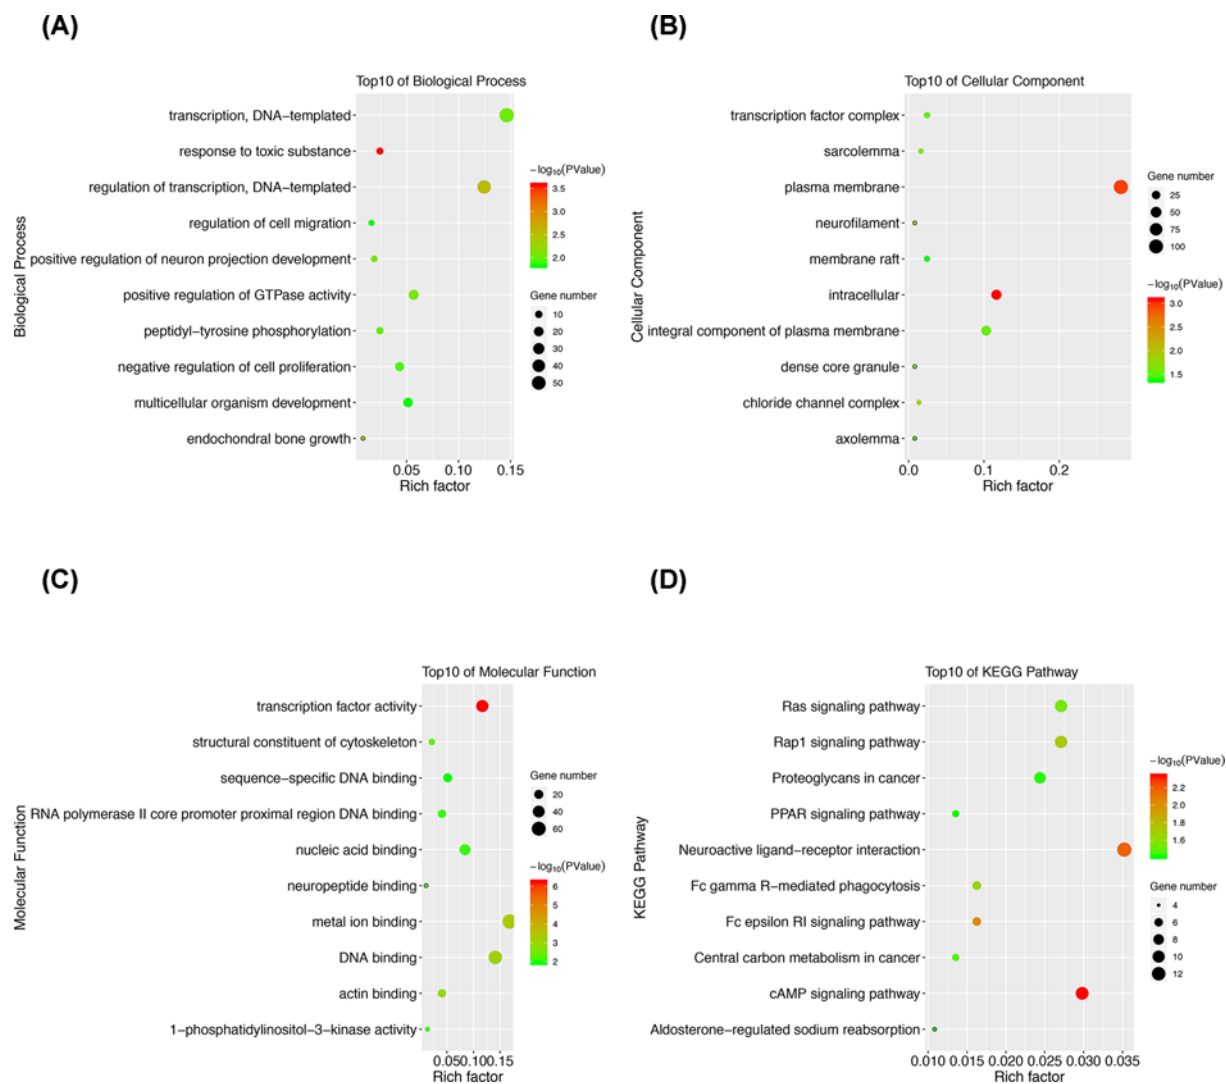 (A)
Top10 of Biological Process
Biological Process
transcription, DNA−templated
response to toxic substance
regulation of transcription, DNA−templated
regulation of cell migration
positive regulation of neuron projection development
positive regulation of GTPase activity
peptidyl−tyrosine phosphorylation
negative regulation of cell proliferation
multicellular organism development
endochondral bone growth
0.05 0.10 0.15
Rich factor
−log10(PValue)
3.5
3.0
2.5
2.0
Gene number
10
20
30
40
50
(B)
Top10 of Cellular Component
Cellular Component
transcription factor complex
sarcolemma
plasma membrane
neurofilament
membrane raft
intracellular
integral component of plasma membrane
dense core granule
chloride channel complex
axolemma
0.0 0.1 0.2
Rich factor
Gene number
25
50
75
100
−log10(PValue)
3.0
2.5
2.0
1.5
(C)
Top10 of Molecular Function
Molecular Function
transcription factor activity
structural constituent of cytoskeleton
sequence−specific DNA binding
RNA polymerase II core promoter proximal region DNA binding
nucleic acid binding
neuropeptide binding
metal ion binding
DNA binding
actin binding
1−phosphatidylinositol−3−kinase activity
0.050.100.15
Rich factor
Gene number
20
40
60
−log10(PValue)
6
5
4
3
2
(D)
Top10 of KEGG Pathway
KEGG Pathway
Ras signaling pathway
Rap1 signaling pathway
Proteoglycans in cancer
PPAR signaling pathway
Neuroactive ligand−receptor interaction
Fc gamma R−mediated phagocytosis
Fc epsilon RI signaling pathway
Central carbon metabolism in cancer
cAMP signaling pathway
Aldosterone−regulated sodium reabsorption
0.010 0.015 0.020 0.025 0.030 0.035
Rich factor
−log10(PValue)
2.2
2.0
1.8
1.6
Gene number
4
6
8
10
12